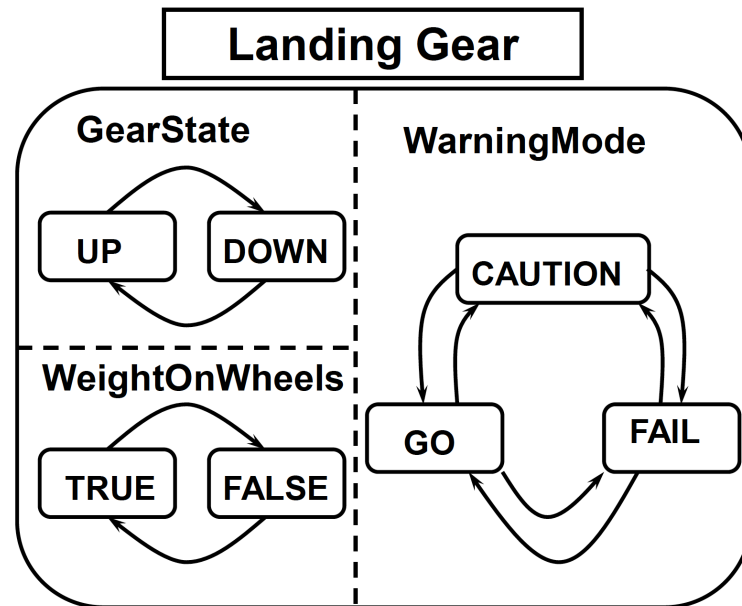 Landing Gear
GearState
UP
DOWN
WeightOnWheels
TRUE
FALSE
WarningMode
CAUTION
GO
FAIL